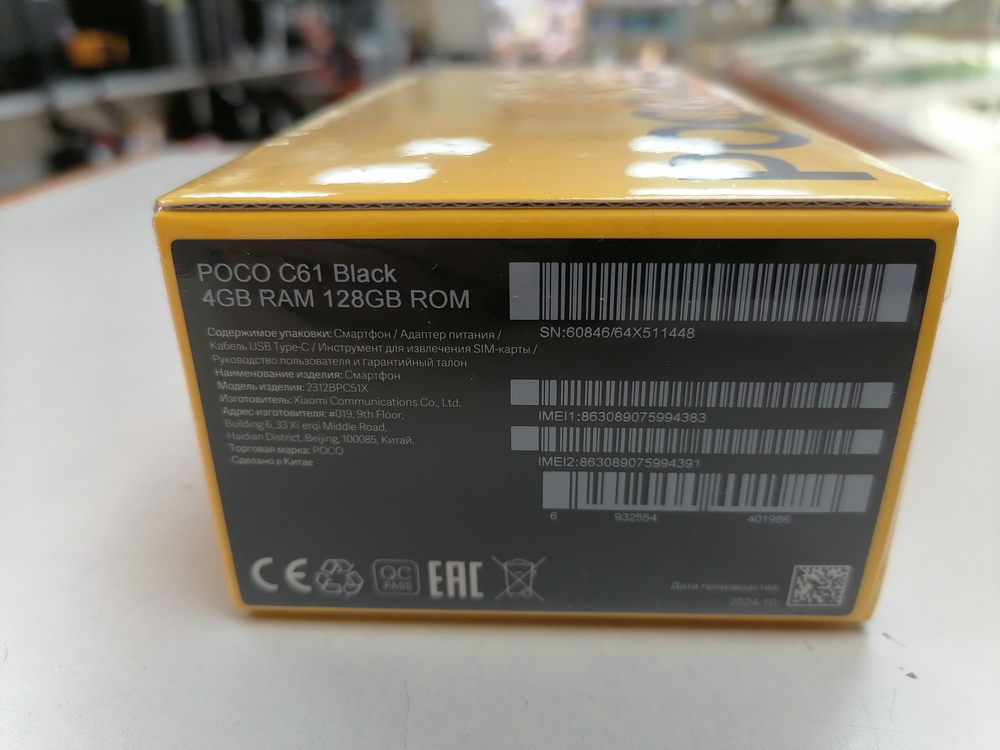 poco
POCO C61 Black
4GB RAM 128GB ROM
Содержимое упаковки: Смартфон / Адаптер питания /
Кабель USB Type-C / Инструмент для извлечения SIM-карты /
Руководство пользователя и гарантийный талон
Наименование изделия: Смартфон
Модель изделия: 2312BPC51X
Изготовитель: Xiaomi Communications Co., Ltd.
Адрес изготовителя: #019, 9th Floor,
Building 6, 33 Xi'erqi Middle Road,
Haidian District, Beijing, 100085, Китай.
Торговая марка: POCO
Сделано в Китае
SN:60846/64X511448
IMEI1:863089075994383
IMEI2:863089075994391
6 932554 401986
CE
QC
PASS
EAC
Дата производства
2024.10